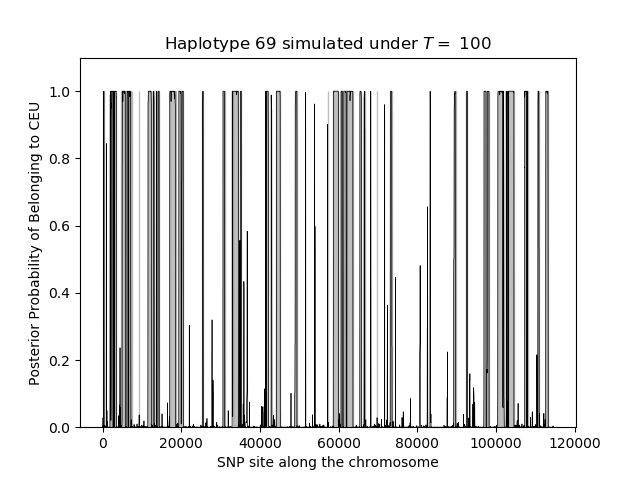 Haplotype 69 simulated under T = 100
Posterior Probability of Belonging to CEU
1.0
0.8
0.6
0.4
0.2
0.0
0 20000 40000 60000 80000 100000 120000
SNP site along the chromosome